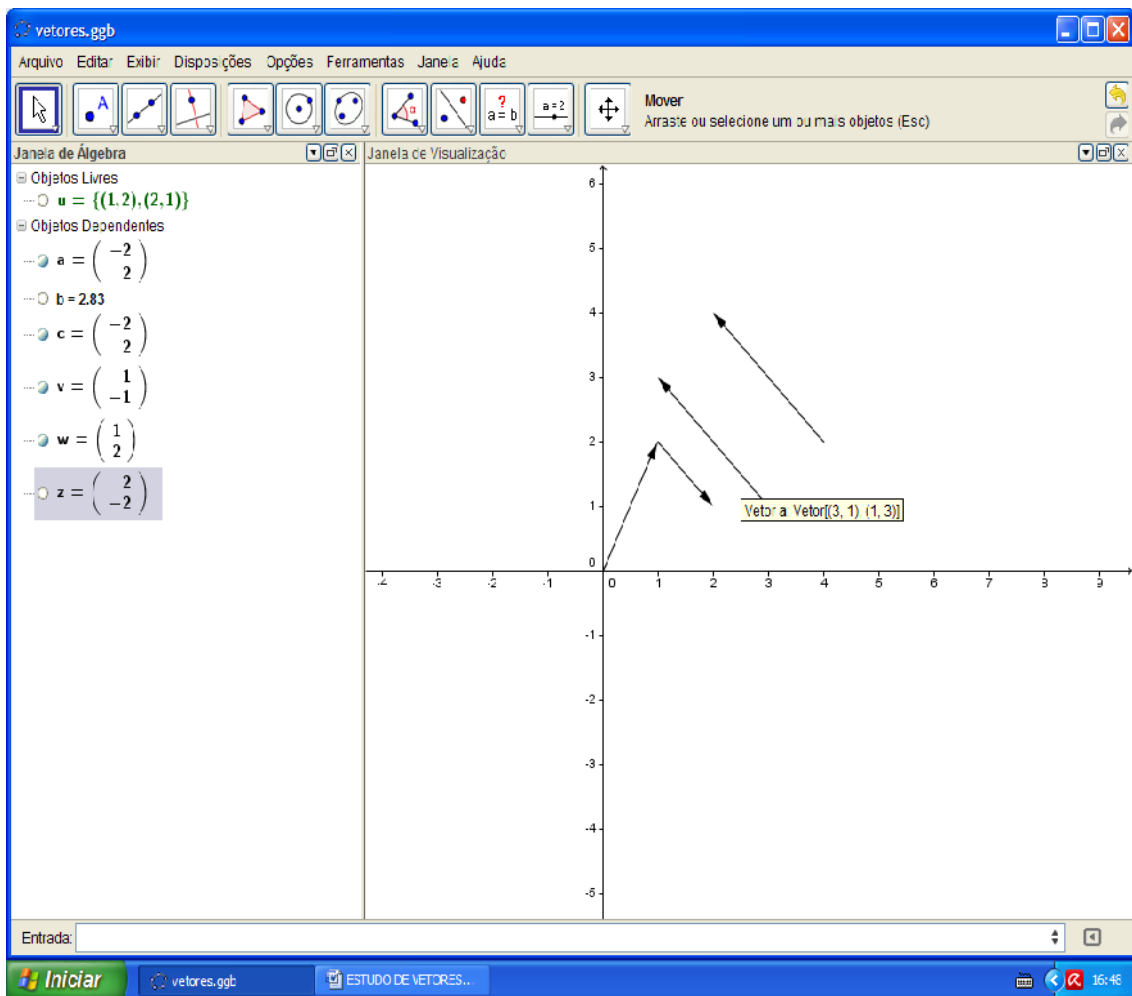 vetores.ggb
Arquivo Editar Exibir Disposições Opções Ferramentas Janela Ajuda
A
α
?
a = b
a = 2
Mover
Arraste ou selecione um ou mais objetos (Esc)
Janela de Álgebra
Janela de Visualização
Objetos Livres
u = {(1,2),(2,1)}
Objetos Dependentes
a = ( −2
2 )
b = 2.83
c = ( −2
2 )
v = ( 1
−1 )
w = ( 1
2 )
z = ( 2
−2 )
6
5
4
3
2
1
0
-1
-2
-3
-4
-5
-4 -3 -2 -1 0 1 2 3 4 5 6 7 8 9
Vetor a: Vetor[(3, 1), (1, 3)]
Entrada:
Iniciar
vetores.ggb
ESTUDO DE VETORES...
16:48